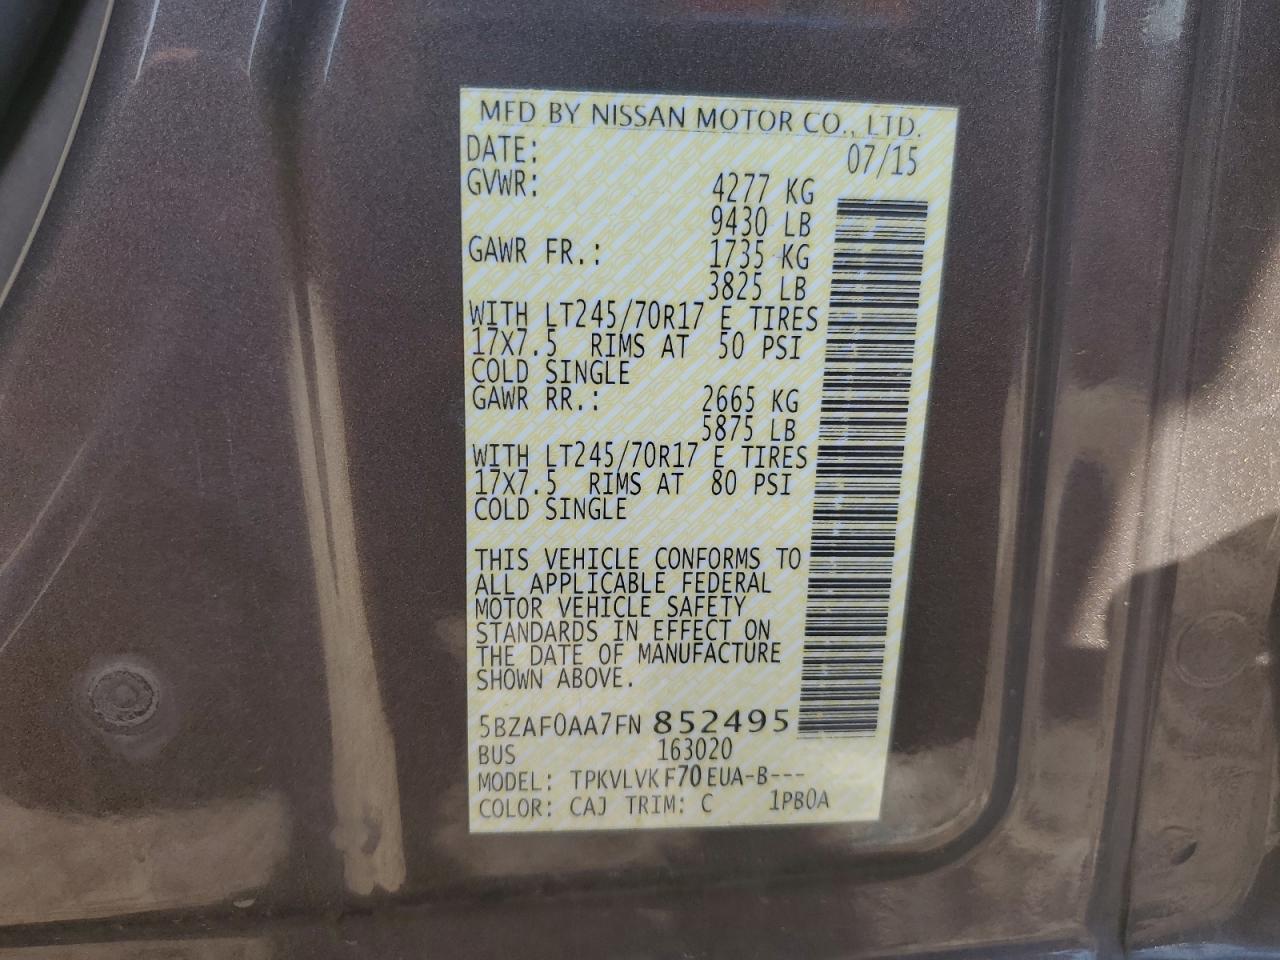 MFD BY NISSAN MOTOR CO., LTD.
DATE: 07/15
GVWR: 4277 KG
9430 LB
GAWR FR.: 1735 KG
3825 LB
WITH LT245/70R17 E TIRES
17X7.5 RIMS AT 50 PSI
COLD SINGLE
GAWR RR.: 2665 KG
5875 LB
WITH LT245/70R17 E TIRES
17X7.5 RIMS AT 80 PSI
COLD SINGLE
THIS VEHICLE CONFORMS TO
ALL APPLICABLE FEDERAL
MOTOR VEHICLE SAFETY
STANDARDS IN EFFECT ON
THE DATE OF MANUFACTURE
SHOWN ABOVE.
5BZAF0AA7FN 852495
BUS 163020
MODEL: TPKVLVK F70 EUA-B---
COLOR: CAJ TRIM: C 1PB0A